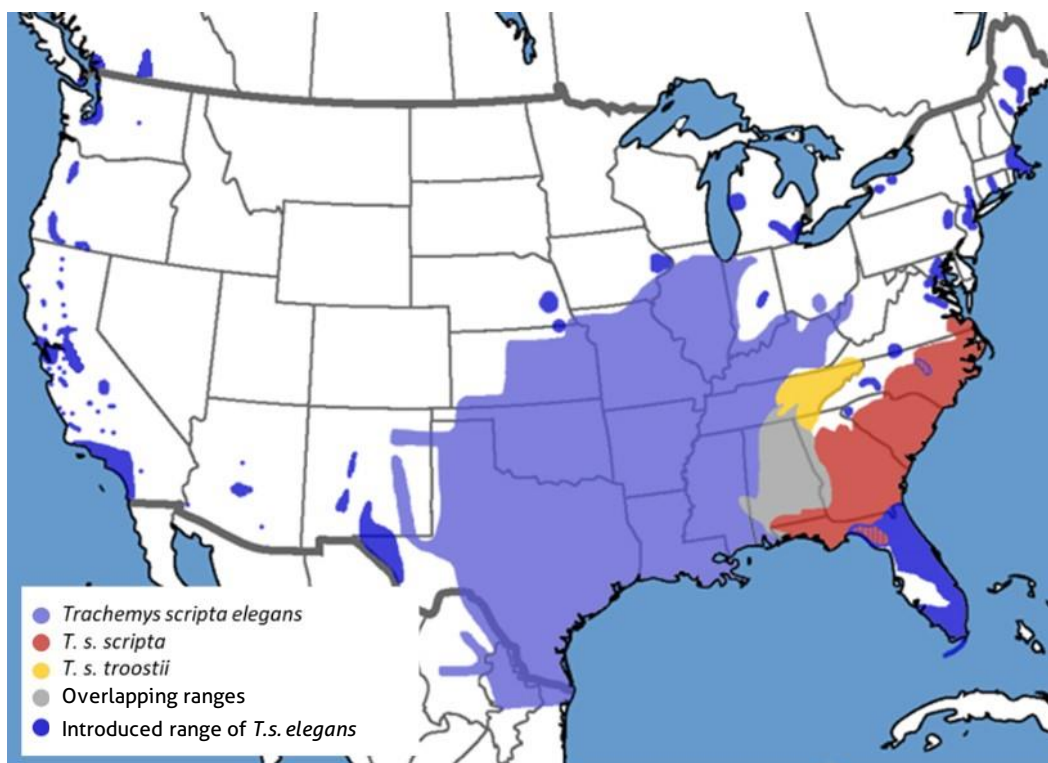 Trachemys scripta elegans
T. s. scripta
T. s. troostii
Overlapping ranges
Introduced range of T.s. elegans